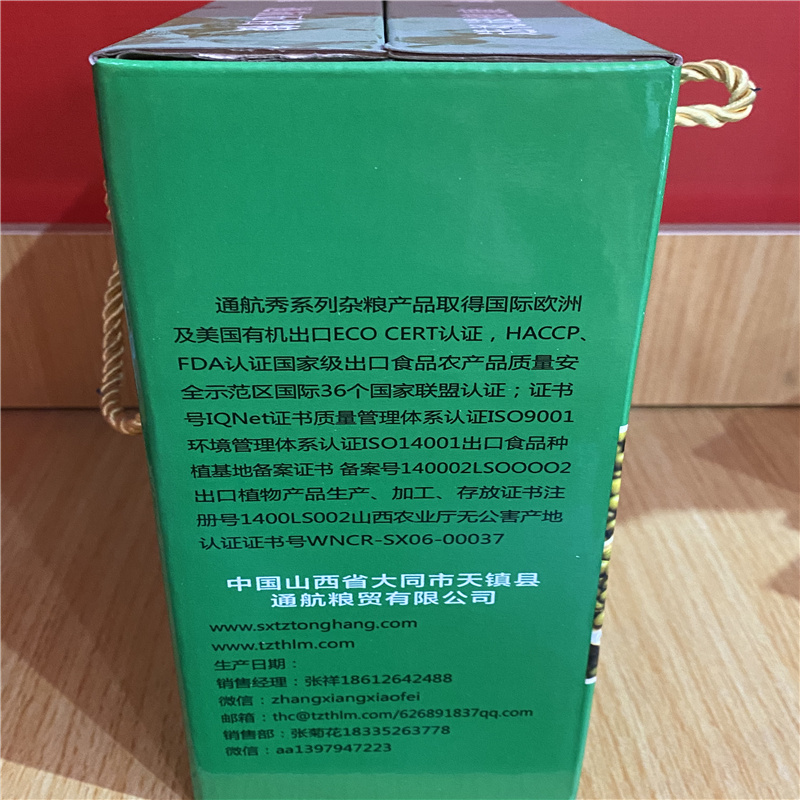 通航秀系列杂粮产品取得国际欧洲
及美国有机出口ECO CERT认证，HACCP、
FDA认证国家级出口食品农产品质量安
全示范区国际36个国家联盟认证；证书
号IQNet证书质量管理体系认证ISO9001
环境管理体系认证ISO14001出口食品种
植基地备案证书 备案号140002LSOOOO2
出口植物产品生产、加工、存放证书注
册号1400LS002山西农业厅无公害产地
认证证书号WNCR-SX06-00037
中国山西省大同市天镇县
通航粮贸有限公司
www.sxtztonghang.com
www.tzthlm.com
生产日期：
销售经理：张祥18612642488
微信：zhangxiangxiaofei
邮箱：thc@tzthlm.com/626891837qq.com
销售部：张菊花18335263778
微信：aa1397947223